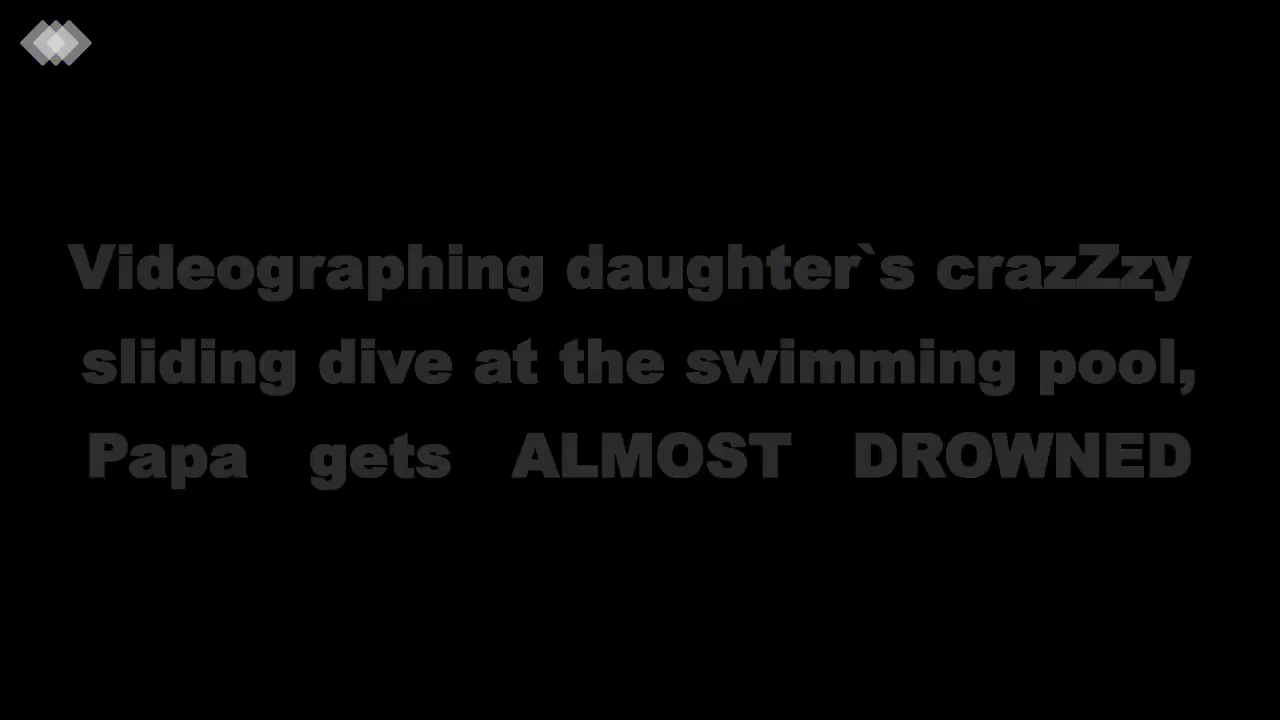 Videographing daughter`s crazZzy
sliding dive at the swimming pool,
Papa gets ALMOST DROWNED